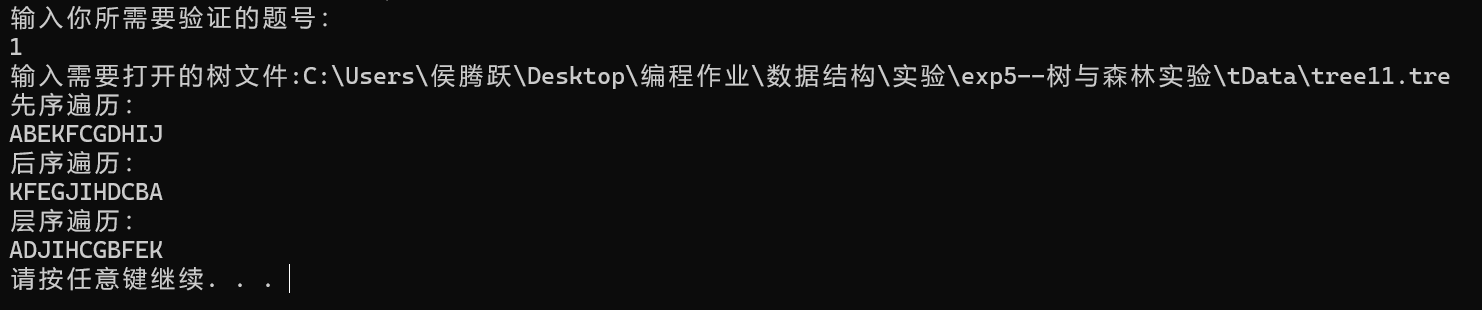 输入你所需要验证的题号:
1
输入需要打开的树文件:C:\Users\侯腾跃\Desktop\编程作业\数据结构\实验\exp5--树与森林实验\tData\tree11.tre
先序遍历:
ABEKFCGDHIJ
后序遍历:
KFEGJIHDCBA
层序遍历:
ADJIHCGBFEK
请按任意键继续. . .